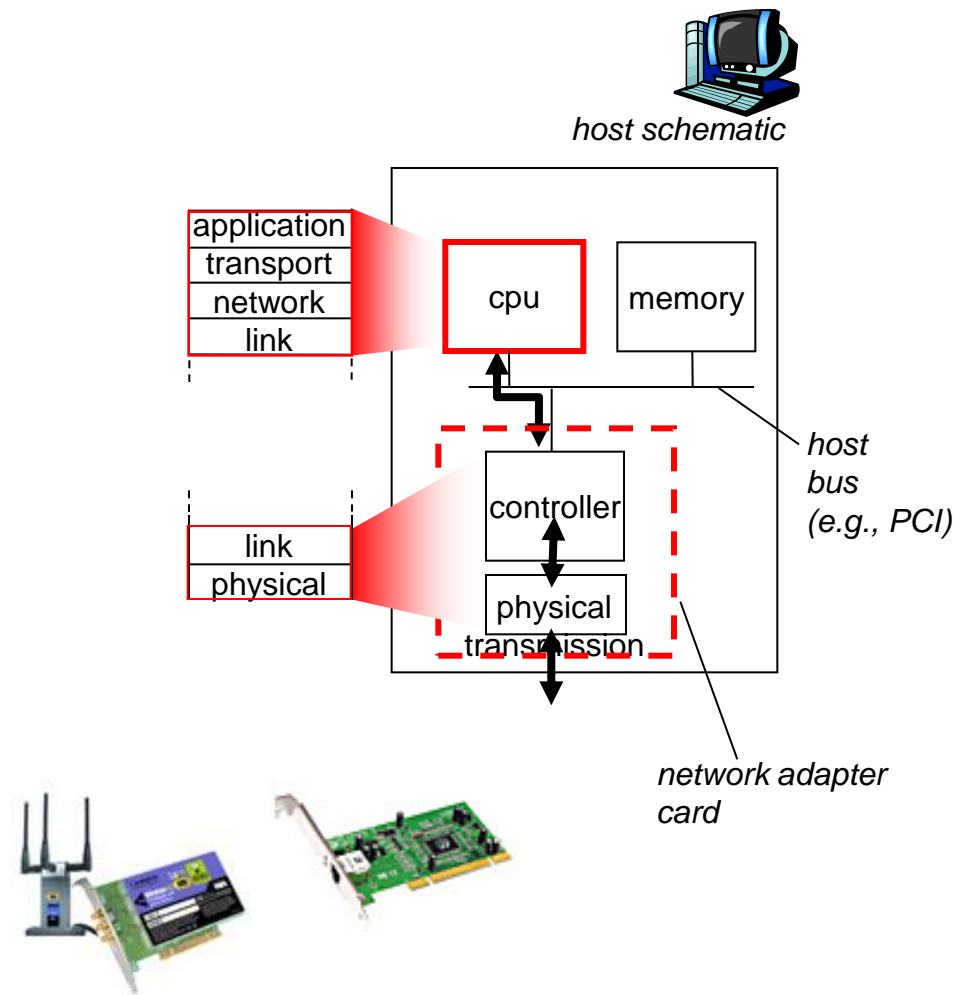 host schematic
application
transport
network
link
cpu
memory
host
bus
(e.g., PCI)
controller
link
physical
physical
transmission
network adapter
card